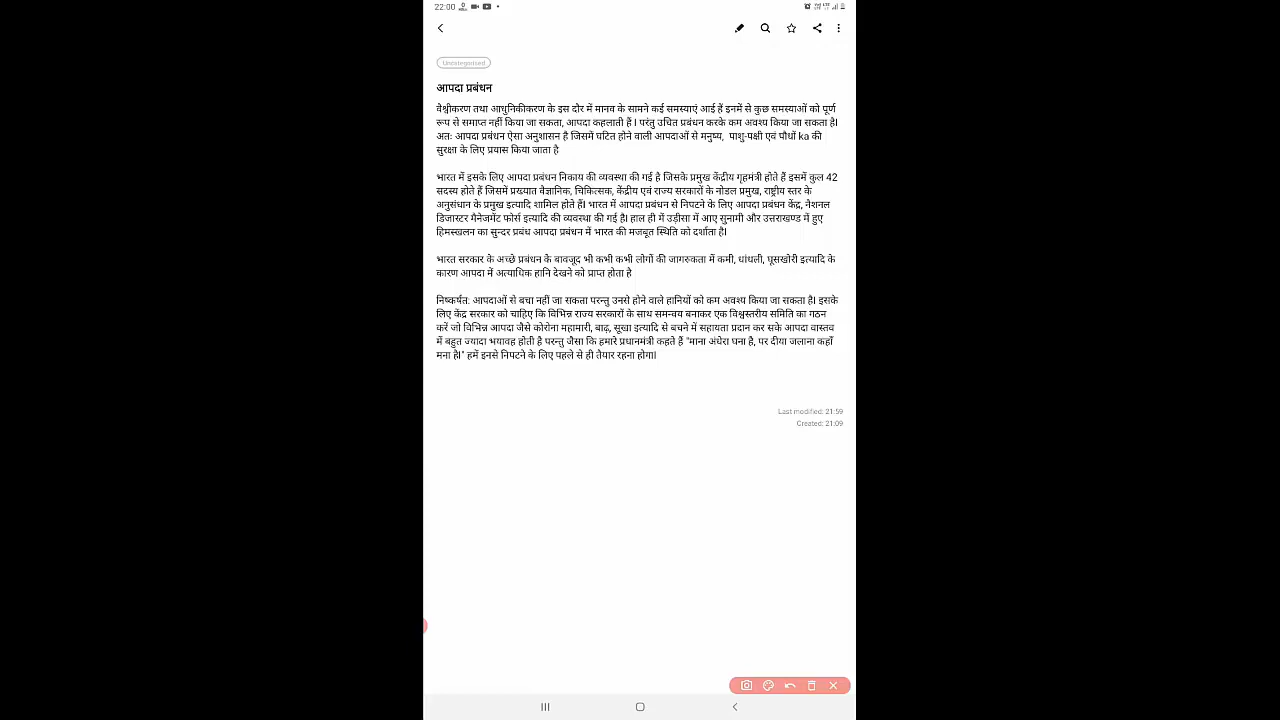 22:00
Uncategorised
आपदा प्रबंधन
वैश्वीकरण तथा आधुनिकीकरण के इस दौर में मानव के सामने कई समस्याएं आई हैं इनमें से कुछ समस्याओं को पूर्ण
रूप से समाप्त नहीं किया जा सकता, आपदा कहलाती हैं । परंतु उचित प्रबंधन करके कम अवश्य किया जा सकता है।
अतः आपदा प्रबंधन ऐसा अनुशासन है जिसमें घटित होने वाली आपदाओं से मनुष्य, पाशु-पक्षी एवं पौधों ka की
सुरक्षा के लिए प्रयास किया जाता है
भारत में इसके लिए आपदा प्रबंधन निकाय की व्यवस्था की गई है जिसके प्रमुख केंद्रीय गृहमंत्री होते हैं इसमें कुल 42
सदस्य होते हैं जिसमें प्रख्यात वैज्ञानिक, चिकित्सक, केंद्रीय एवं राज्य सरकारों के नोडल प्रमुख, राष्ट्रीय स्तर के
अनुसंधान के प्रमुख इत्यादि शामिल होते हैं। भारत में आपदा प्रबंधन से निपटने के लिए आपदा प्रबंधन केंद्र, नेशनल
डिजास्टर मैनेजमेंट फोर्स इत्यादि की व्यवस्था की गई है। हाल ही में उड़ीसा में आए सुनामी और उत्तराखण्ड में हुए
हिमस्खलन का सुन्दर प्रबंध आपदा प्रबंधन में भारत की मजबूत स्थिति को दर्शाता है।
भारत सरकार के अच्छे प्रबंधन के बावजूद भी कभी कभी लोगों की जागरुकता में कमी, धांधली, घूसखोरी इत्यादि के
कारण आपदा में अत्याधिक हानि देखने को प्राप्त होता है
निष्कर्षत: आपदाओं से बचा नहीं जा सकता परन्तु उनसे होने वाले हानियों को कम अवश्य किया जा सकता है। इसके
लिए केंद्र सरकार को चाहिए कि विभिन्न राज्य सरकारों के साथ समन्वय बनाकर एक विश्वस्तरीय समिति का गठन
करें जो विभिन्न आपदा जैसे कोरोना महामारी, बाढ़, सूखा इत्यादि से बचने में सहायता प्रदान कर सके आपदा वास्तव
में बहुत ज्यादा भयावह होती है परन्तु जैसा कि हमारे प्रधानमंत्री कहते हैं "माना अंधेरा घना है, पर दीया जलाना कहाँ
मना है।" हमें इनसे निपटने के लिए पहले से ही तैयार रहना होगा।
Last modified: 21:59
Created: 21:09